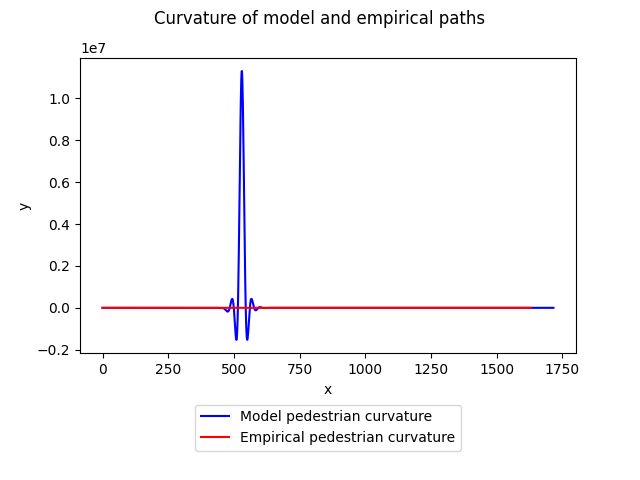 Curvature of model and empirical paths
1e7
1.0
0.8
0.6
0.4
0.2
0.0
−0.2
y
0 250 500 750 1000 1250 1500 1750
x
Model pedestrian curvature
Empirical pedestrian curvature